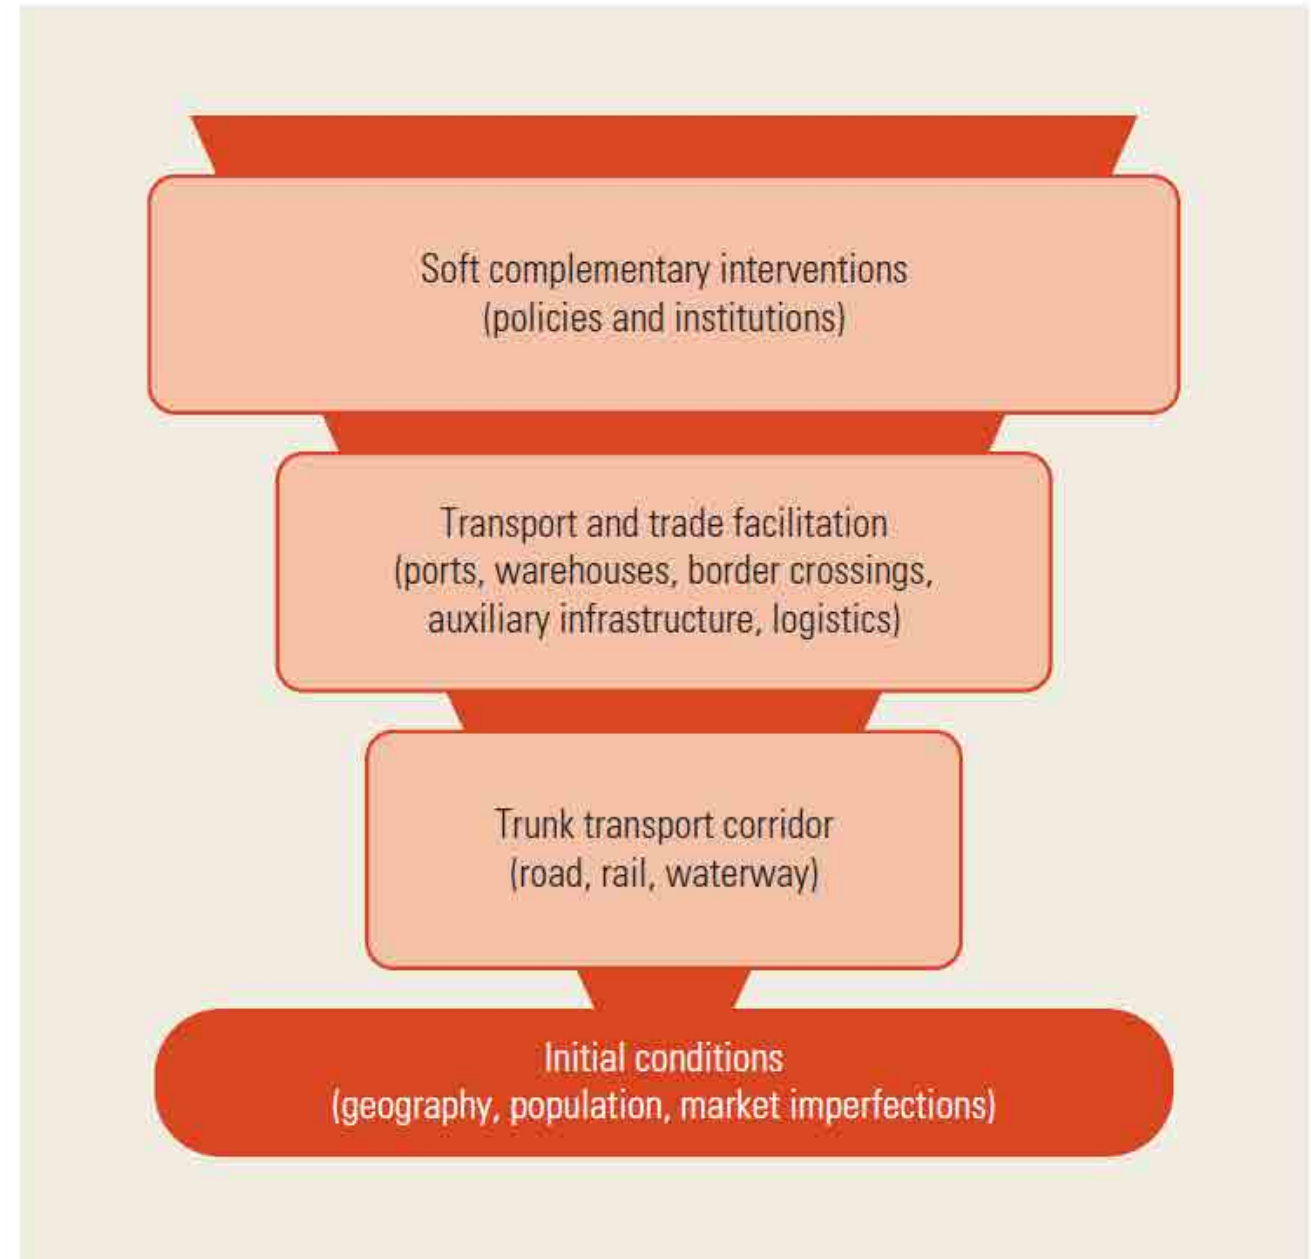 Soft complementary interventions
(policies and institutions)
Transport and trade facilitation
(ports, warehouses, border crossings,
auxiliary infrastructure, logistics)
Trunk transport corridor
(road, rail, waterway)
Initial conditions
(geography, population, market imperfections)